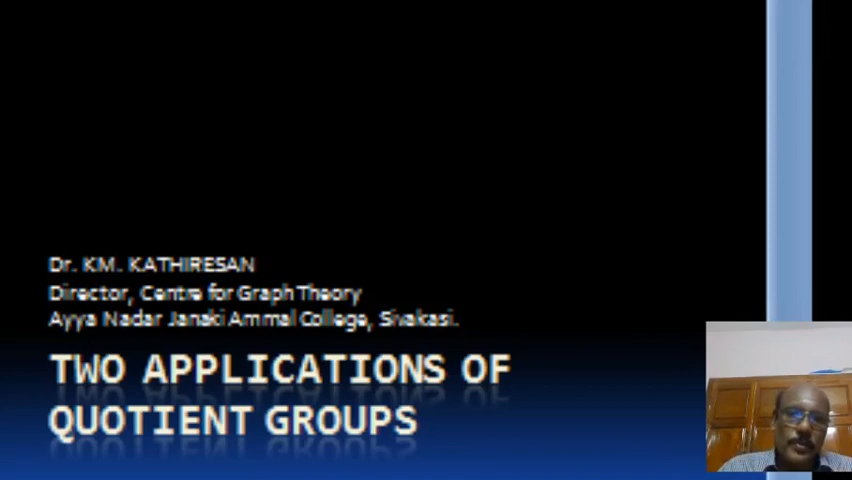 Dr. KM. KATHIRESAN
Director, Centre for Graph Theory
Ayya Nadar Janaki Ammal College, Sivakasi.
TWO APPLICATIONS OF
QUOTIENT GROUPS